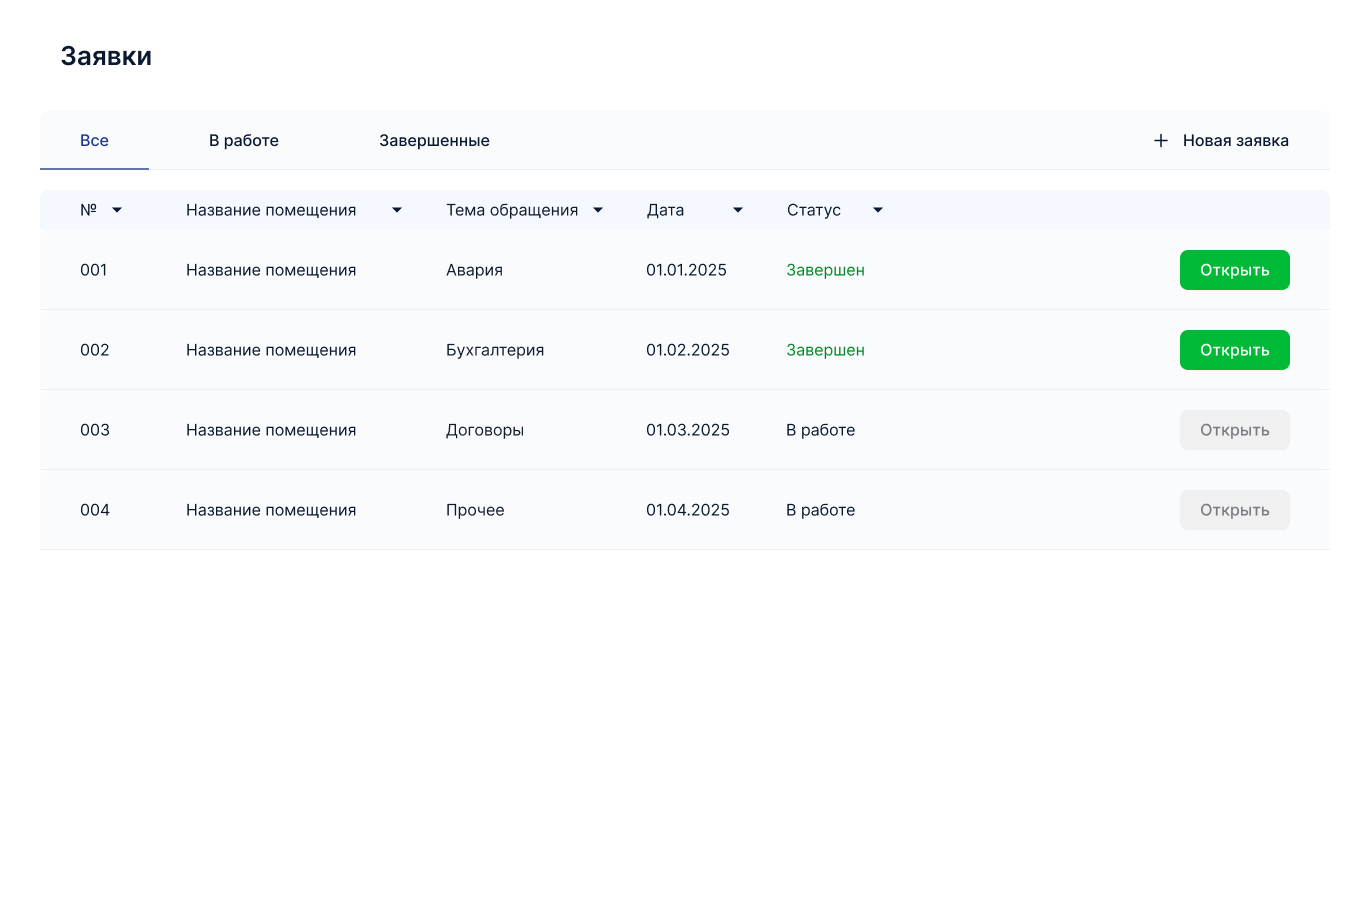 Заявки
Все В работе Завершенные + Новая заявка
№ Название помещения Тема обращения Дата Статус
001 Название помещения Авария 01.01.2025 Завершен Открыть
002 Название помещения Бухгалтерия 01.02.2025 Завершен Открыть
003 Название помещения Договоры 01.03.2025 В работе Открыть
004 Название помещения Прочее 01.04.2025 В работе Открыть